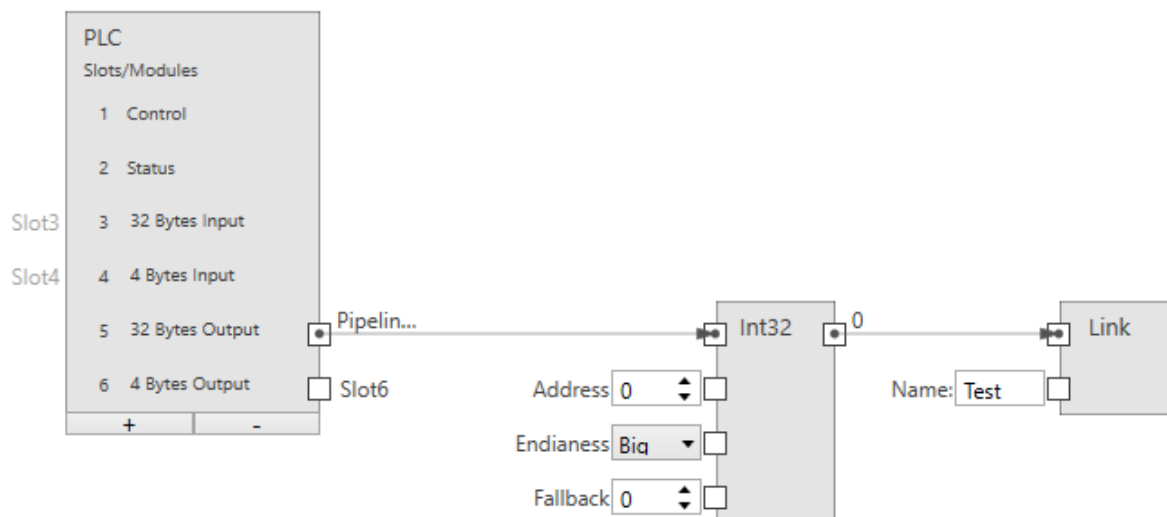 PLC
Slots/Modules
1 Control
2 Status
Slot3 3 32 Bytes Input
Slot4 4 4 Bytes Input
5 32 Bytes Output Pipelin... Int32 0 Link
6 4 Bytes Output Slot6 Address 0 Name: Test
+ -
Endianess Big
Fallback 0